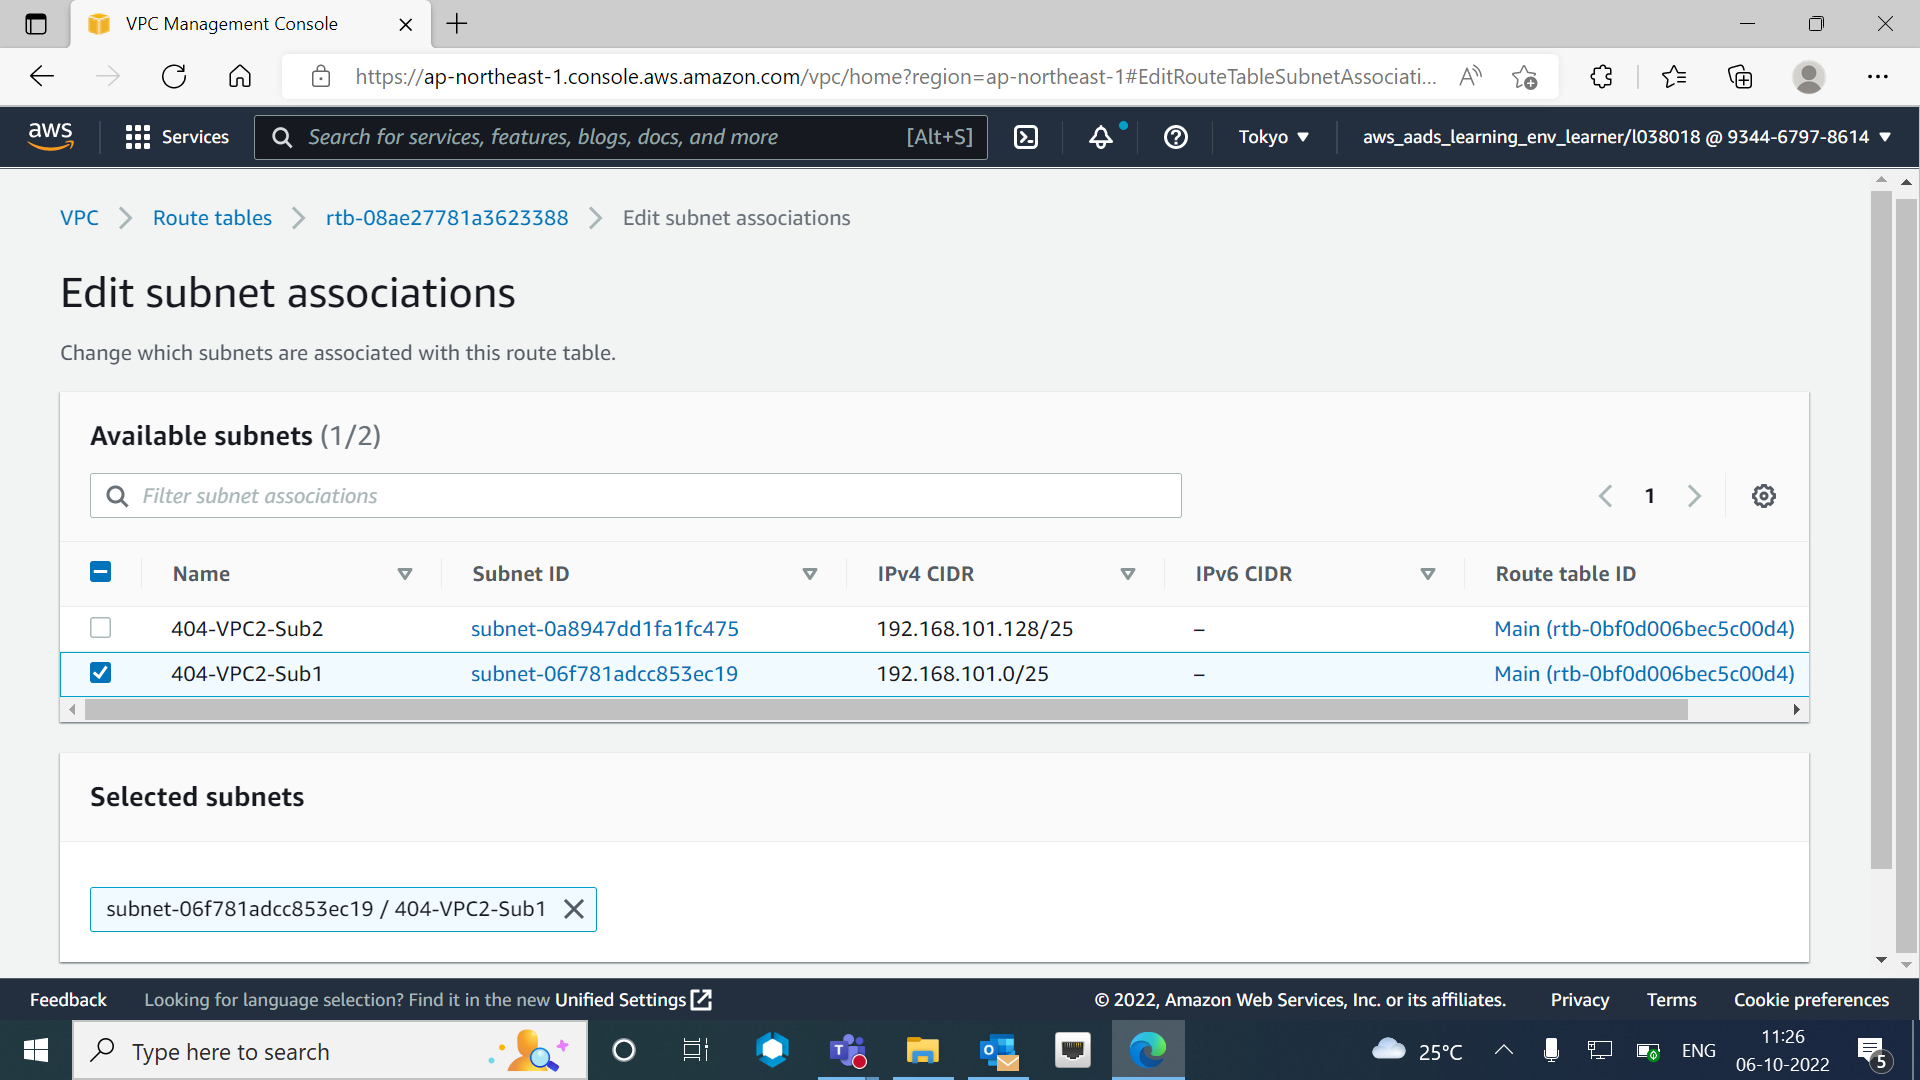 VPC Management Console
https://ap-northeast-1.console.aws.amazon.com/vpc/home?region=ap-northeast-1#EditRouteTableSubnetAssociati...
aws
Services
Search for services, features, blogs, docs, and more
[Alt+S]
Tokyo
aws_aads_learning_env_learner/l038018 @ 9344-6797-8614
VPC
Route tables
rtb-08ae27781a3623388
Edit subnet associations
Edit subnet associations
Change which subnets are associated with this route table.
Available subnets (1/2)
Filter subnet associations
1
Name
Subnet ID
IPv4 CIDR
IPv6 CIDR
Route table ID
404-VPC2-Sub2
subnet-0a8947dd1fa1fc475
192.168.101.128/25
–
Main (rtb-0bf0d006bec5c00d4)
404-VPC2-Sub1
subnet-06f781adcc853ec19
192.168.101.0/25
–
Main (rtb-0bf0d006bec5c00d4)
Selected subnets
subnet-06f781adcc853ec19 / 404-VPC2-Sub1
Feedback
Looking for language selection? Find it in the new Unified Settings
© 2022, Amazon Web Services, Inc. or its affiliates.
Privacy
Terms
Cookie preferences
Type here to search
25°C
ENG
11:26
06-10-2022
5